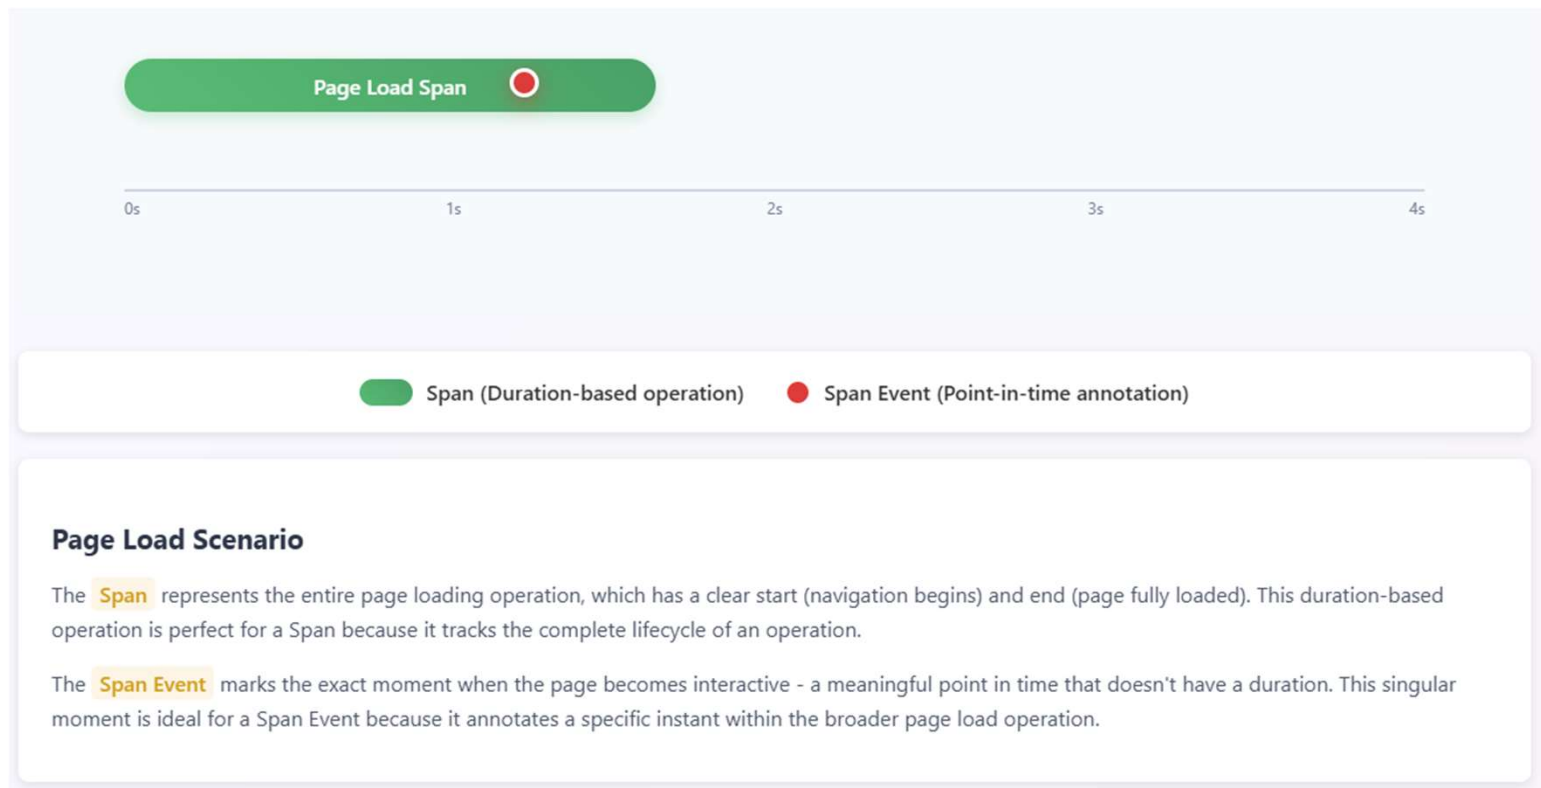 Page Load Span
0s 1s 2s 3s 4s
Span (Duration-based operation) Span Event (Point-in-time annotation)
Page Load Scenario
The Span represents the entire page loading operation, which has a clear start (navigation begins) and end (page fully loaded). This duration-based
operation is perfect for a Span because it tracks the complete lifecycle of an operation.
The Span Event marks the exact moment when the page becomes interactive - a meaningful point in time that doesn't have a duration. This singular
moment is ideal for a Span Event because it annotates a specific instant within the broader page load operation.